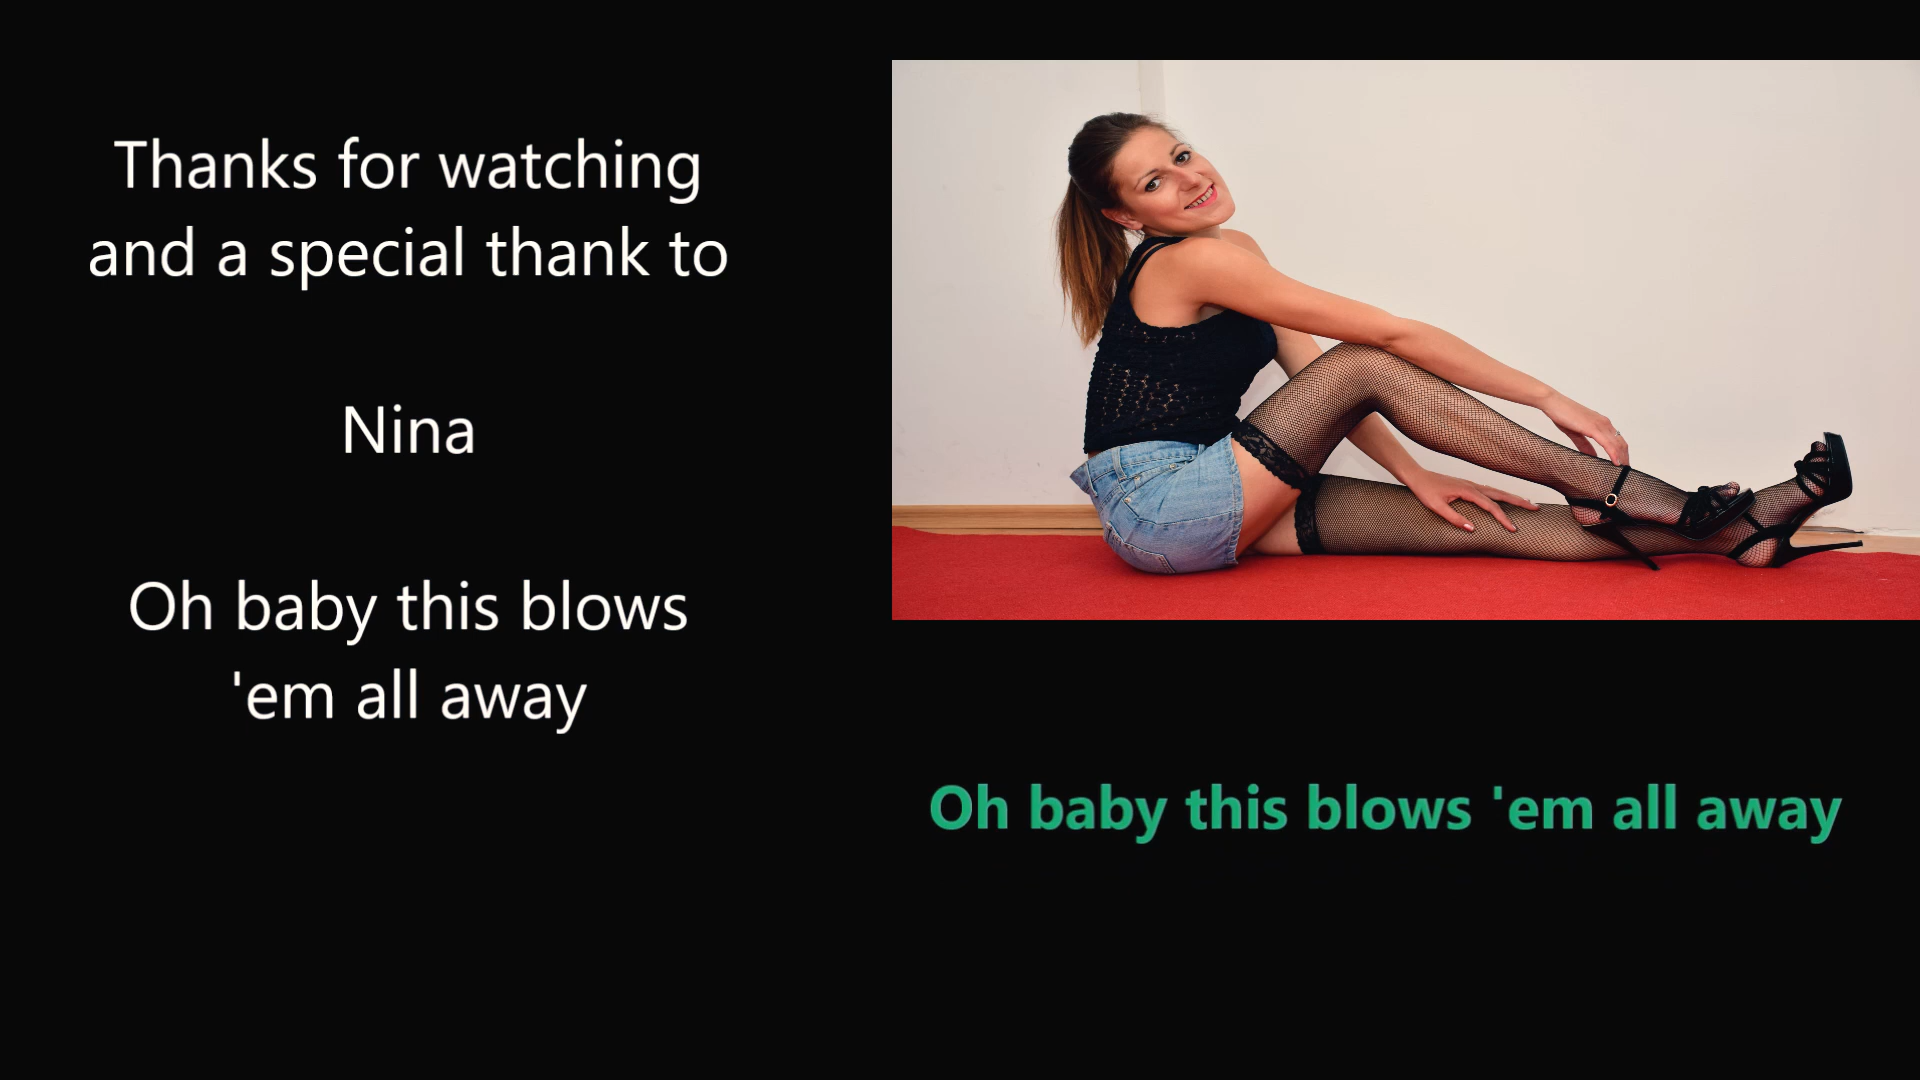 Thanks for watching
and a special thank to
Nina
Oh baby this blows
'em all away
Oh baby this blows 'em all away